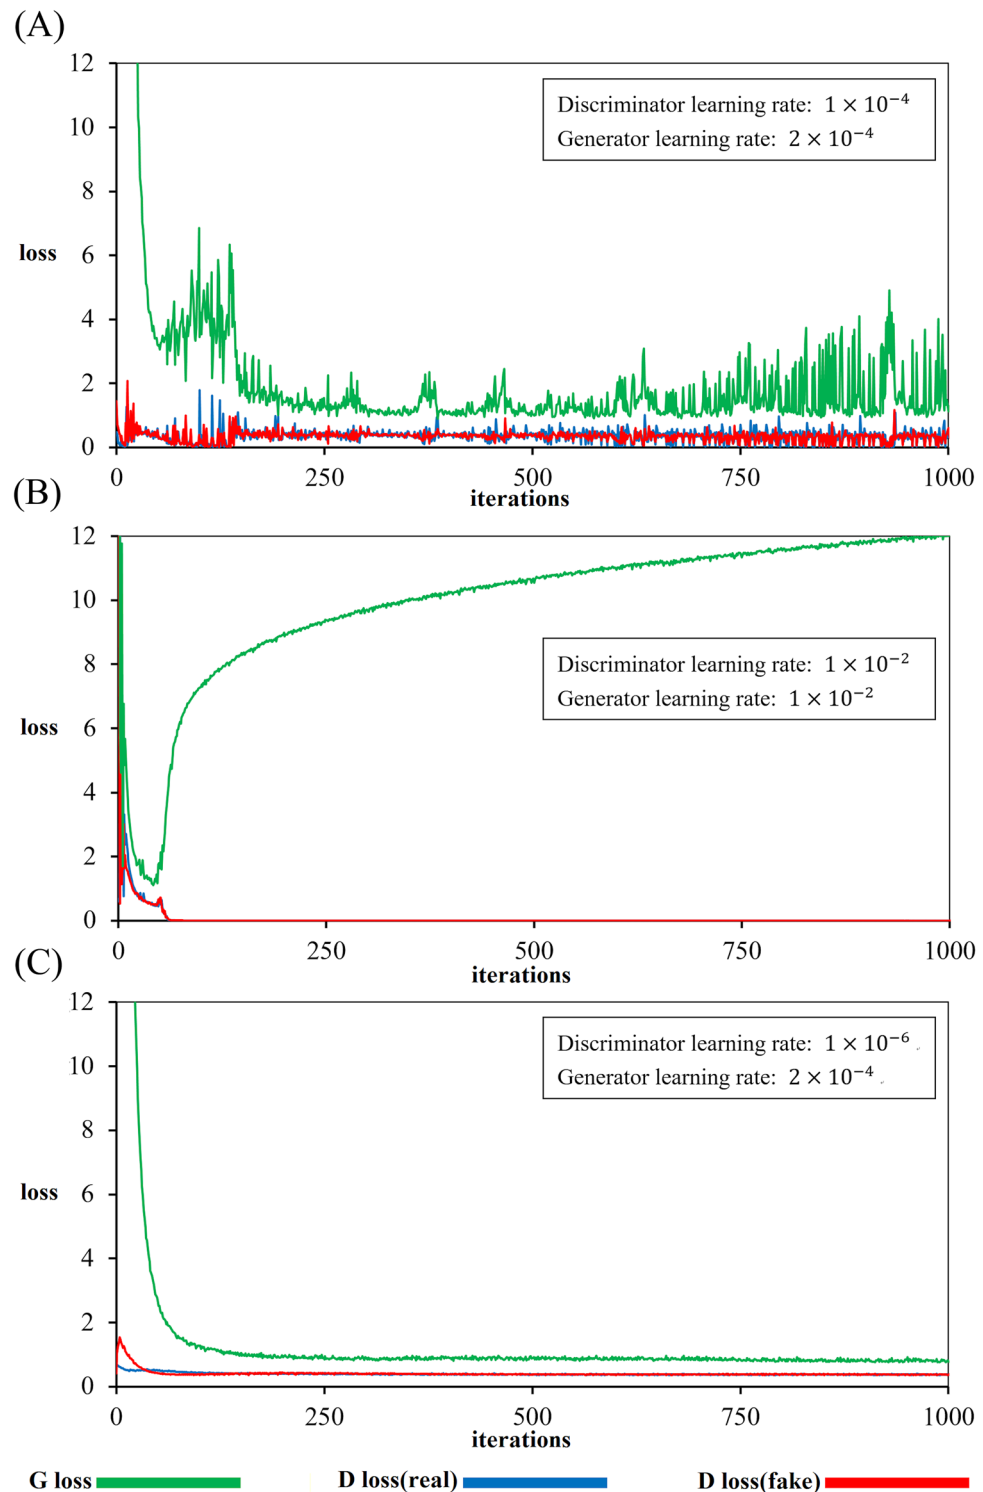 (A)
12
10
8
6
4
2
0
loss
Discriminator learning rate: 1 × 10⁻⁴
Generator learning rate: 2 × 10⁻⁴
0 250 500 750 1000
iterations
(B)
12
10
8
6
4
2
0
loss
Discriminator learning rate: 1 × 10⁻²
Generator learning rate: 1 × 10⁻²
0 250 500 750 1000
iterations
(C)
12
10
8
6
4
2
0
loss
Discriminator learning rate: 1 × 10⁻⁶
Generator learning rate: 2 × 10⁻⁴
0 250 500 750 1000
iterations
G loss D loss(real) D loss(fake)